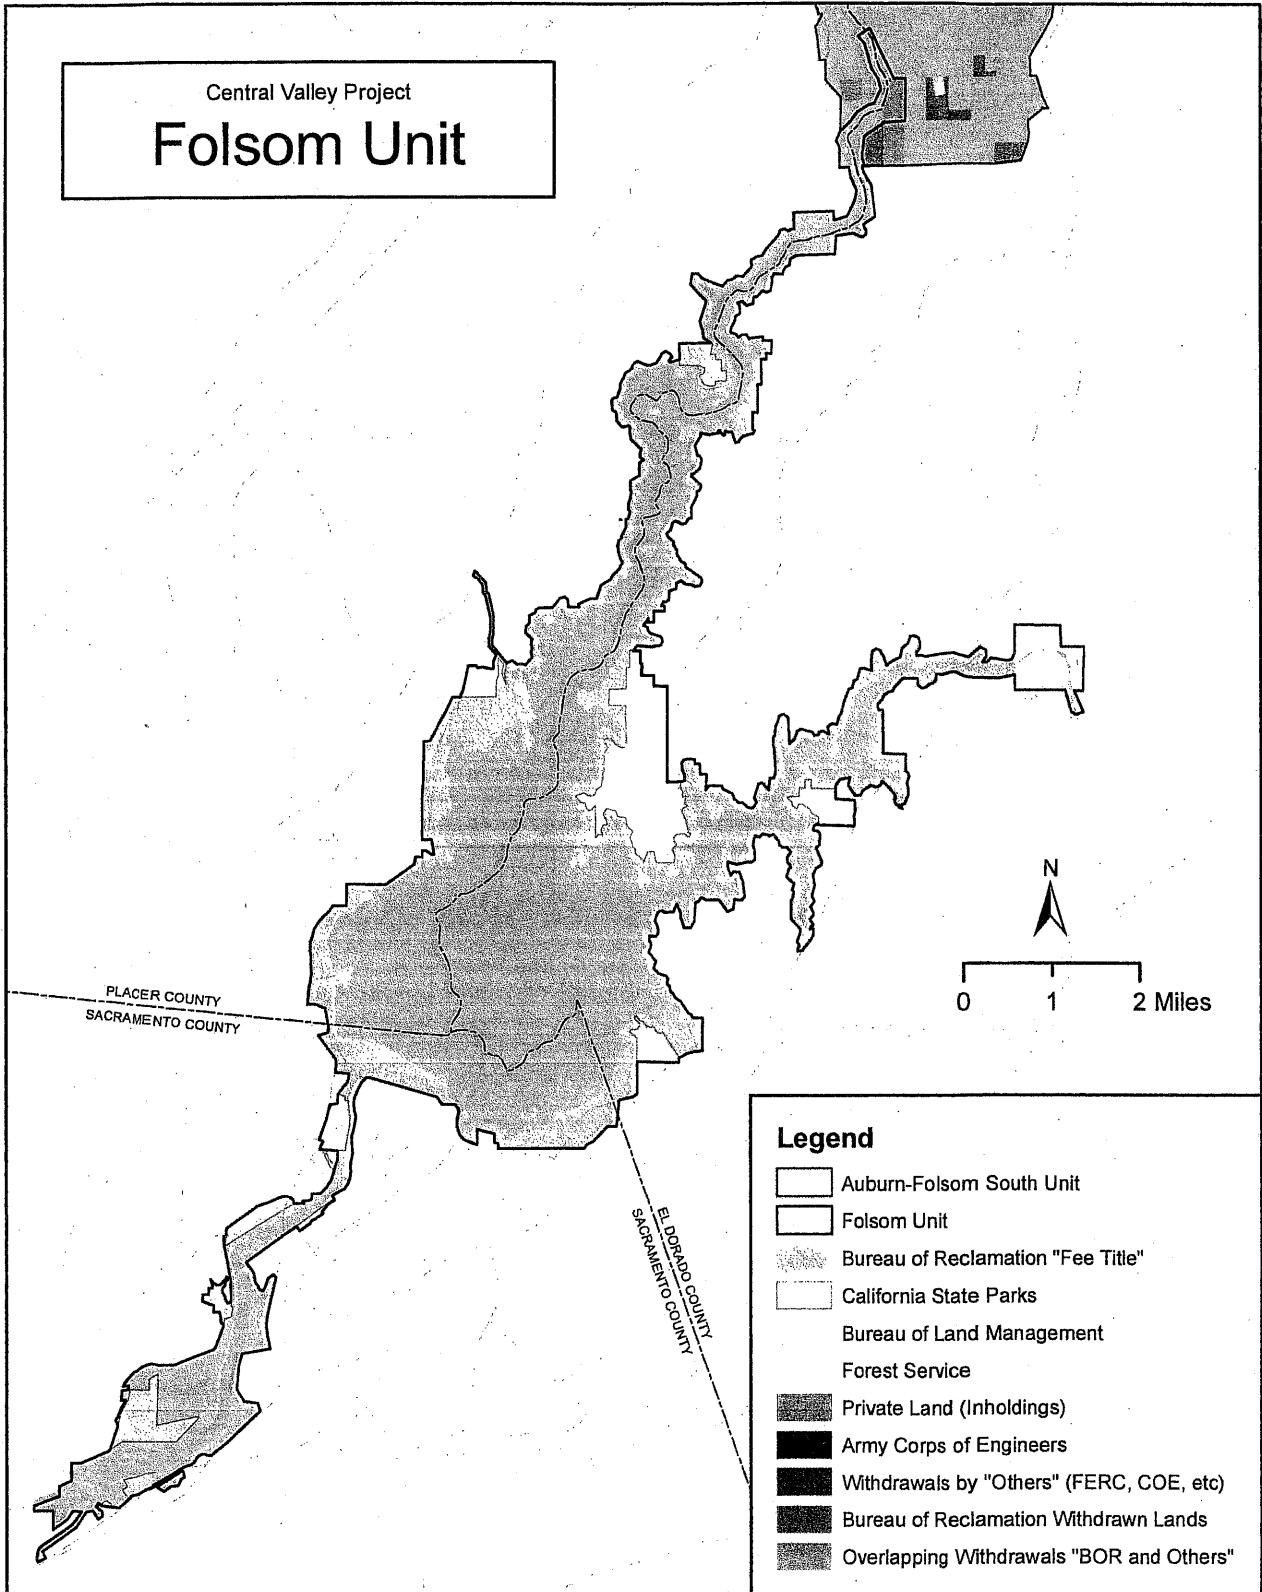 Central Valley Project
Folsom Unit
PLACER COUNTY
SACRAMENTO COUNTY
EL DORADO COUNTY
SACRAMENTO COUNTY
N
0 1 2 Miles
Legend
Auburn-Folsom South Unit
Folsom Unit
Bureau of Reclamation "Fee Title"
California State Parks
Bureau of Land Management
Forest Service
Private Land (Inholdings)
Army Corps of Engineers
Withdrawals by "Others" (FERC, COE, etc)
Bureau of Reclamation Withdrawn Lands
Overlapping Withdrawals "BOR and Others"